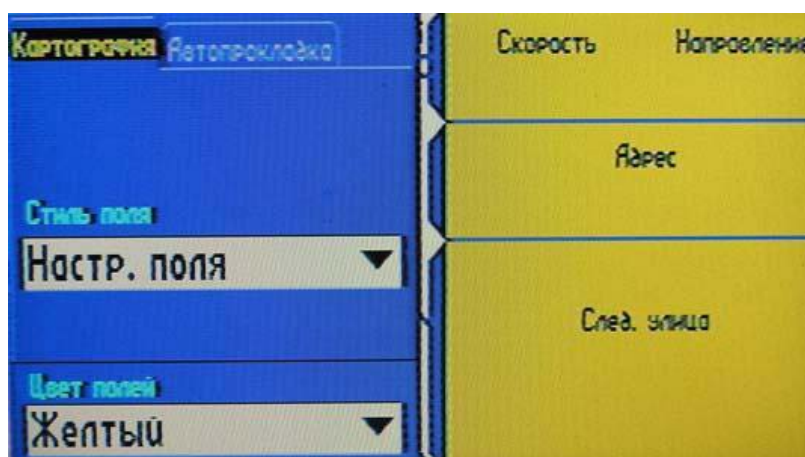 Картография Автопрокладка
Стиль поля
Настр. поля
Цвет полей
Желтый
Скорость Направление
Адрес
След. улица